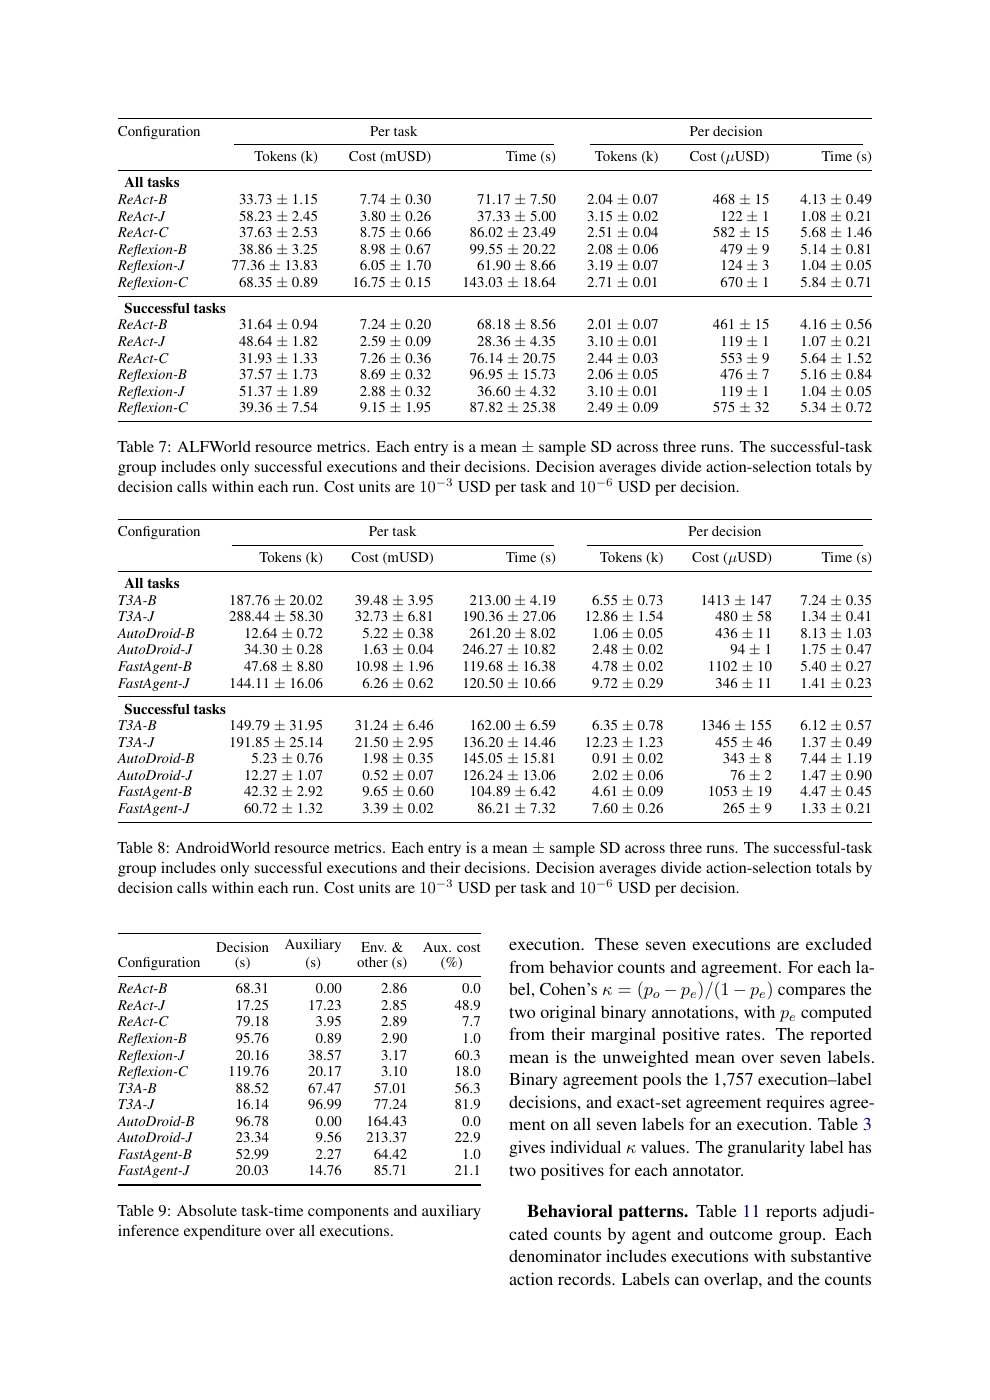 Configuration Per task Per decision
Tokens (k) Cost (mUSD) Time (s) Tokens (k) Cost (μUSD) Time (s)
All tasks
ReAct-B 33.73 ± 1.15 7.74 ± 0.30 71.17 ± 7.50 2.04 ± 0.07 468 ± 15 4.13 ± 0.49
ReAct-J 58.23 ± 2.45 3.80 ± 0.26 37.33 ± 5.00 3.15 ± 0.02 122 ± 1 1.08 ± 0.21
ReAct-C 37.63 ± 2.53 8.75 ± 0.66 86.02 ± 23.49 2.51 ± 0.04 582 ± 15 5.68 ± 1.46
Reflexion-B 38.86 ± 3.25 8.98 ± 0.67 99.55 ± 20.22 2.08 ± 0.06 479 ± 9 5.14 ± 0.81
Reflexion-J 77.36 ± 13.83 6.05 ± 1.70 61.90 ± 8.66 3.19 ± 0.07 124 ± 3 1.04 ± 0.05
Reflexion-C 68.35 ± 0.89 16.75 ± 0.15 143.03 ± 18.64 2.71 ± 0.01 670 ± 1 5.84 ± 0.71
Successful tasks
ReAct-B 31.64 ± 0.94 7.24 ± 0.20 68.18 ± 8.56 2.01 ± 0.07 461 ± 15 4.16 ± 0.56
ReAct-J 48.64 ± 1.82 2.59 ± 0.09 28.36 ± 4.35 3.10 ± 0.01 119 ± 1 1.07 ± 0.21
ReAct-C 31.93 ± 1.33 7.26 ± 0.36 76.14 ± 20.75 2.44 ± 0.03 553 ± 9 5.64 ± 1.52
Reflexion-B 37.57 ± 1.73 8.69 ± 0.32 96.95 ± 15.73 2.06 ± 0.05 476 ± 7 5.16 ± 0.84
Reflexion-J 51.37 ± 1.89 2.88 ± 0.32 36.60 ± 4.32 3.10 ± 0.01 119 ± 1 1.04 ± 0.05
Reflexion-C 39.36 ± 7.54 9.15 ± 1.95 87.82 ± 25.38 2.49 ± 0.09 575 ± 32 5.34 ± 0.72
Table 7: ALFWorld resource metrics. Each entry is a mean ± sample SD across three runs. The successful-task
group includes only successful executions and their decisions. Decision averages divide action-selection totals by
decision calls within each run. Cost units are 10⁻³ USD per task and 10⁻⁶ USD per decision.
Configuration Per task Per decision
Tokens (k) Cost (mUSD) Time (s) Tokens (k) Cost (μUSD) Time (s)
All tasks
T3A-B 187.76 ± 20.02 39.48 ± 3.95 213.00 ± 4.19 6.55 ± 0.73 1413 ± 147 7.24 ± 0.35
T3A-J 288.44 ± 58.30 32.73 ± 6.81 190.36 ± 27.06 12.86 ± 1.54 480 ± 58 1.34 ± 0.41
AutoDroid-B 12.64 ± 0.72 5.22 ± 0.38 261.20 ± 8.02 1.06 ± 0.05 436 ± 11 8.13 ± 1.03
AutoDroid-J 34.30 ± 0.28 1.63 ± 0.04 246.27 ± 10.82 2.48 ± 0.02 94 ± 1 1.75 ± 0.47
FastAgent-B 47.68 ± 8.80 10.98 ± 1.96 119.68 ± 16.38 4.78 ± 0.02 1102 ± 10 5.40 ± 0.27
FastAgent-J 144.11 ± 16.06 6.26 ± 0.62 120.50 ± 10.66 9.72 ± 0.29 346 ± 11 1.41 ± 0.23
Successful tasks
T3A-B 149.79 ± 31.95 31.24 ± 6.46 162.00 ± 6.59 6.35 ± 0.78 1346 ± 155 6.12 ± 0.57
T3A-J 191.85 ± 25.14 21.50 ± 2.95 136.20 ± 14.46 12.23 ± 1.23 455 ± 46 1.37 ± 0.49
AutoDroid-B 5.23 ± 0.76 1.98 ± 0.35 145.05 ± 15.81 0.91 ± 0.02 343 ± 8 7.44 ± 1.19
AutoDroid-J 12.27 ± 1.07 0.52 ± 0.07 126.24 ± 13.06 2.02 ± 0.06 76 ± 2 1.47 ± 0.90
FastAgent-B 42.32 ± 2.92 9.65 ± 0.60 104.89 ± 6.42 4.61 ± 0.09 1053 ± 19 4.47 ± 0.45
FastAgent-J 60.72 ± 1.32 3.39 ± 0.02 86.21 ± 7.32 7.60 ± 0.26 265 ± 9 1.33 ± 0.21
Table 8: AndroidWorld resource metrics. Each entry is a mean ± sample SD across three runs. The successful-task
group includes only successful executions and their decisions. Decision averages divide action-selection totals by
decision calls within each run. Cost units are 10⁻³ USD per task and 10⁻⁶ USD per decision.
Decision Auxiliary Env. & Aux. cost
Configuration (s) (s) other (s) (%)
ReAct-B 68.31 0.00 2.86 0.0
ReAct-J 17.25 17.23 2.85 48.9
ReAct-C 79.18 3.95 2.89 7.7
Reflexion-B 95.76 0.89 2.90 1.0
Reflexion-J 20.16 38.57 3.17 60.3
Reflexion-C 119.76 20.17 3.10 18.0
T3A-B 88.52 67.47 57.01 56.3
T3A-J 16.14 96.99 77.24 81.9
AutoDroid-B 96.78 0.00 164.43 0.0
AutoDroid-J 23.34 9.56 213.37 22.9
FastAgent-B 52.99 2.27 64.42 1.0
FastAgent-J 20.03 14.76 85.71 21.1
Table 9: Absolute task-time components and auxiliary
inference expenditure over all executions.
execution. These seven executions are excluded
from behavior counts and agreement. For each la-
bel, Cohen's κ = (pₒ − pₑ)/(1 − pₑ) compares the
two original binary annotations, with pₑ computed
from their marginal positive rates. The reported
mean is the unweighted mean over seven labels.
Binary agreement pools the 1,757 execution–label
decisions, and exact-set agreement requires agree-
ment on all seven labels for an execution. Table 3
gives individual κ values. The granularity label has
two positives for each annotator.
Behavioral patterns. Table 11 reports adjudi-
cated counts by agent and outcome group. Each
denominator includes executions with substantive
action records. Labels can overlap, and the counts